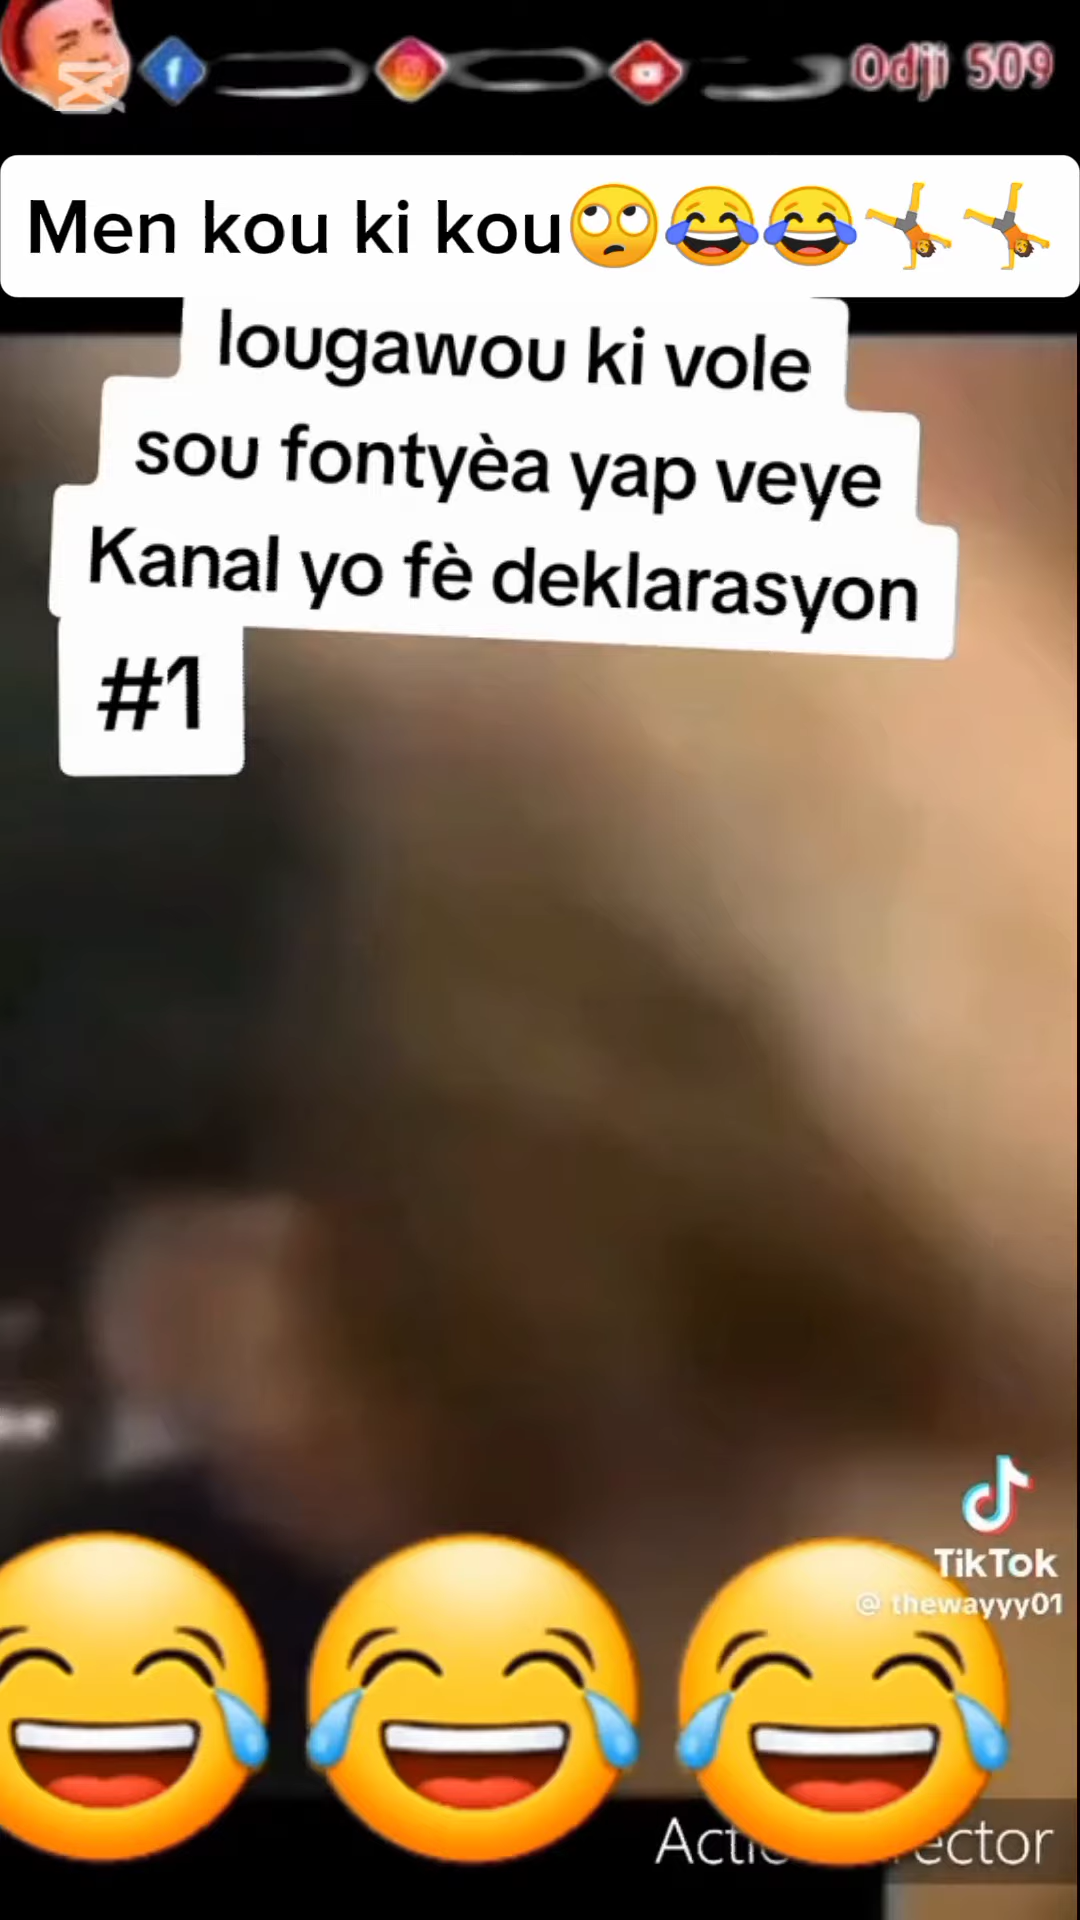 Odji 509
Men kou ki kou🙄😂😂🤸🤸
lougawou ki vole
sou fontyèa yap veye
Kanal yo fè deklarasyon
#1
TikTok
@thewayyy01